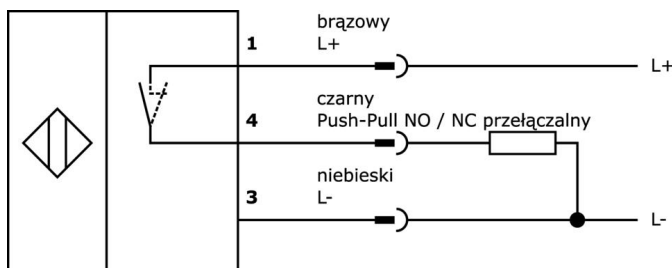 brązowy
1 L+
L+
czarny
4 Push-Pull NO / NC przełączalny
niebieski
3 L-
L-